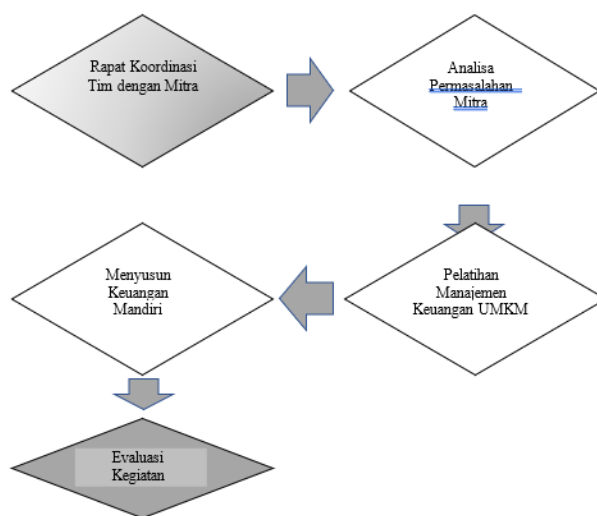 Rapat Koordinasi
Tim dengan Mitra
Analisa
Permasalahan
Mitra
Pelatihan
Manajemen
Keuangan UMKM
Menyusun
Keuangan
Mandiri
Evaluasi
Kegiatan